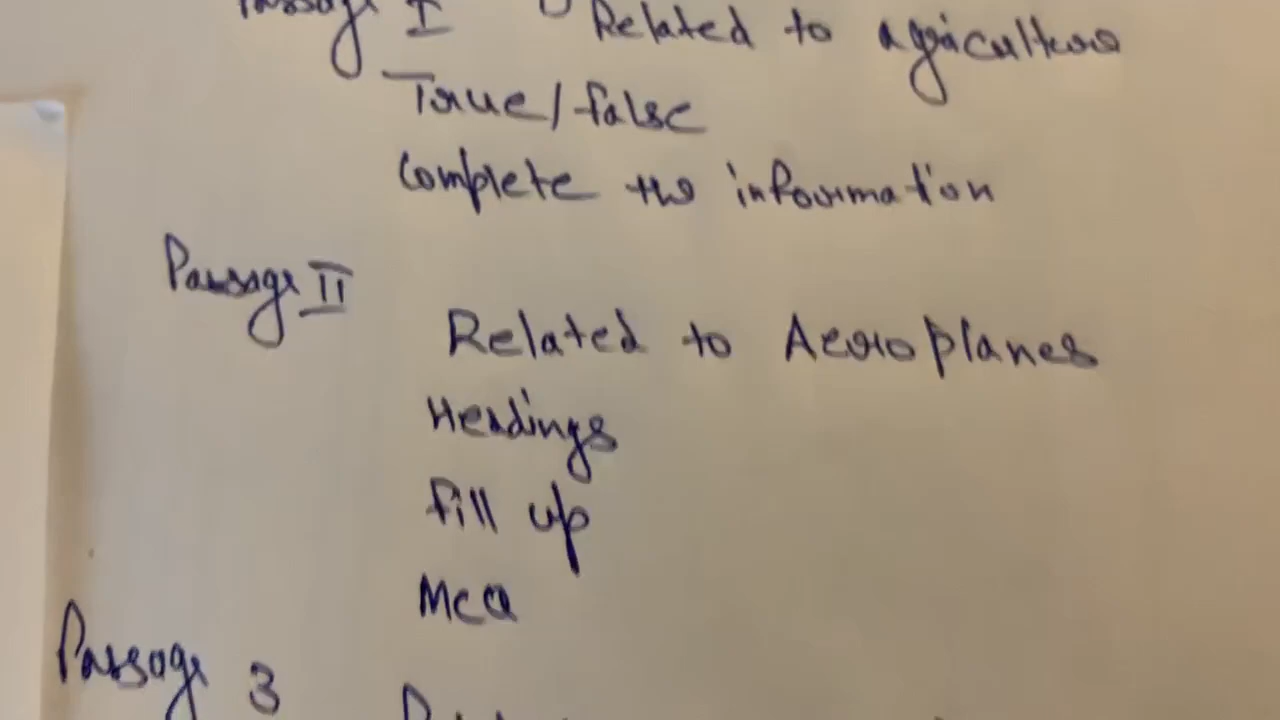 Passage I Related to agriculture
True/false
Complete the information
Passage II
Related to Aeroplanes
Headings
fill up
MCQ
Passage 3